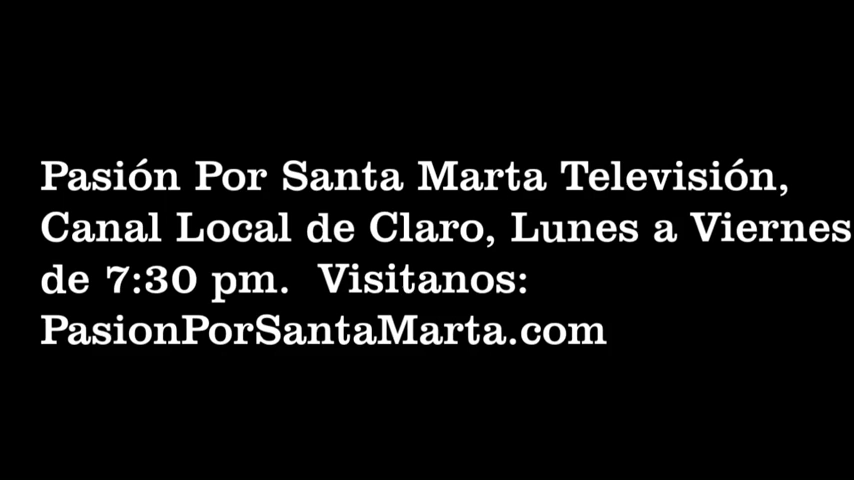 Pasión Por Santa Marta Televisión,
Canal Local de Claro, Lunes a Viernes
de 7:30 pm.  Visitanos:
PasionPorSantaMarta.com